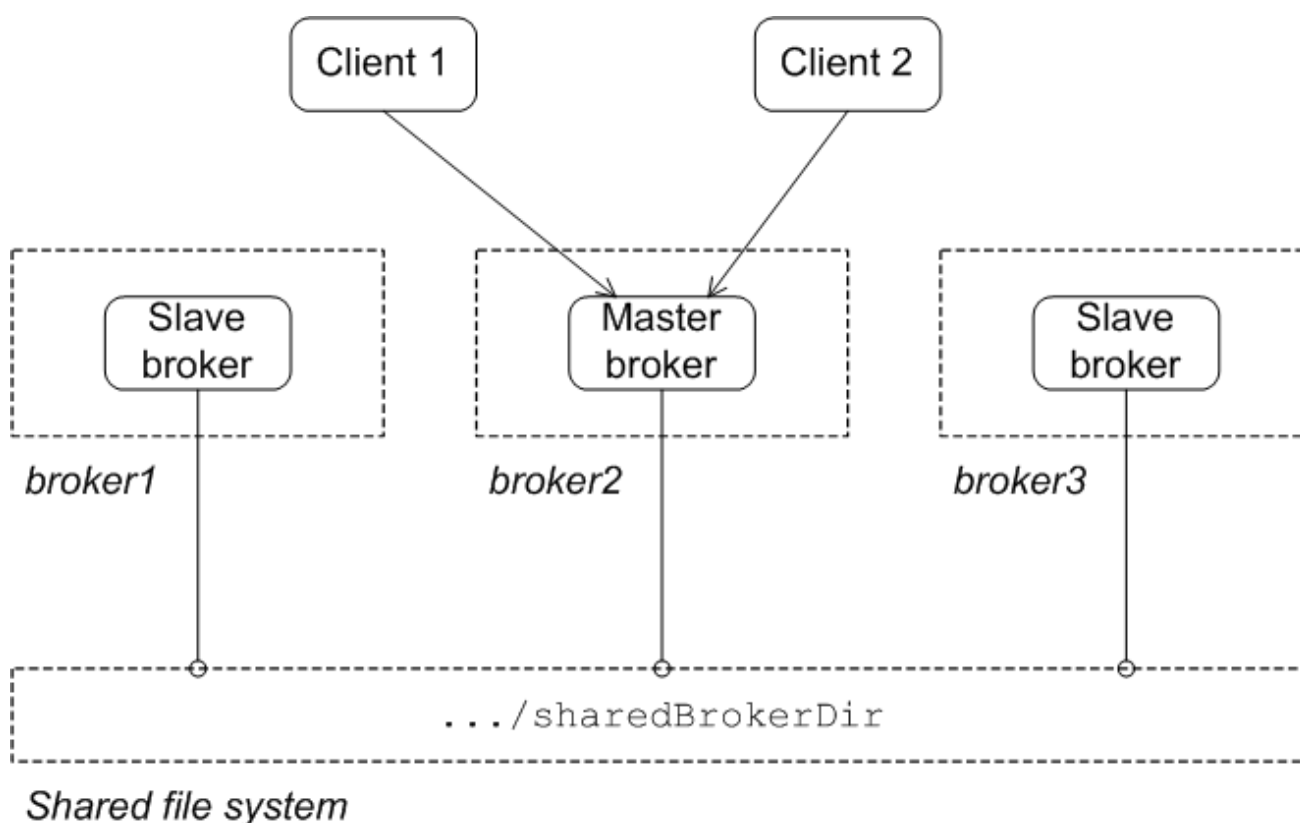 Client 1
Client 2
Slave
broker
Master
broker
Slave
broker
broker1
broker2
broker3
.../sharedBrokerDir
Shared file system